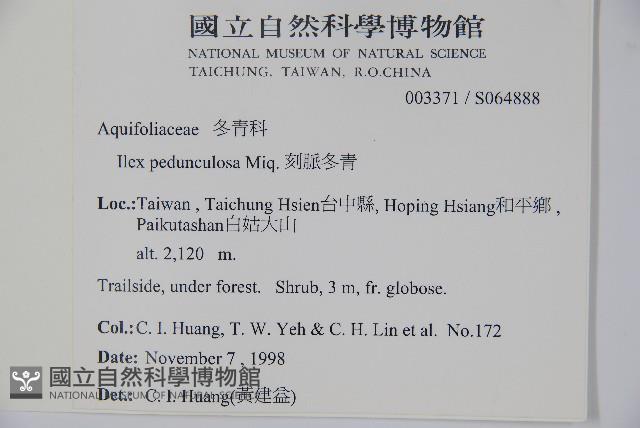 國立自然科學博物館
NATIONAL MUSEUM OF NATURAL SCIENCE
TAICHUNG, TAIWAN, R.O.CHINA
003371 / S064888
Aquifoliaceae 冬青科
Ilex pedunculosa Miq. 刻脈冬青
Loc.:Taiwan , Taichung Hsien台中縣, Hoping Hsiang和平鄉 ,
Paikutashan白姑大山
alt. 2,120 m.
Trailside, under forest. Shrub, 3 m, fr. globose.
Col.:C. I. Huang, T. W. Yeh & C. H. Lin et al. No.172
Date: November 7 , 1998
國立自然科學博物館
NATIONAL MUSEUM OF NATURAL SCIENCE
Det.: C. I. Huang(黃建益)